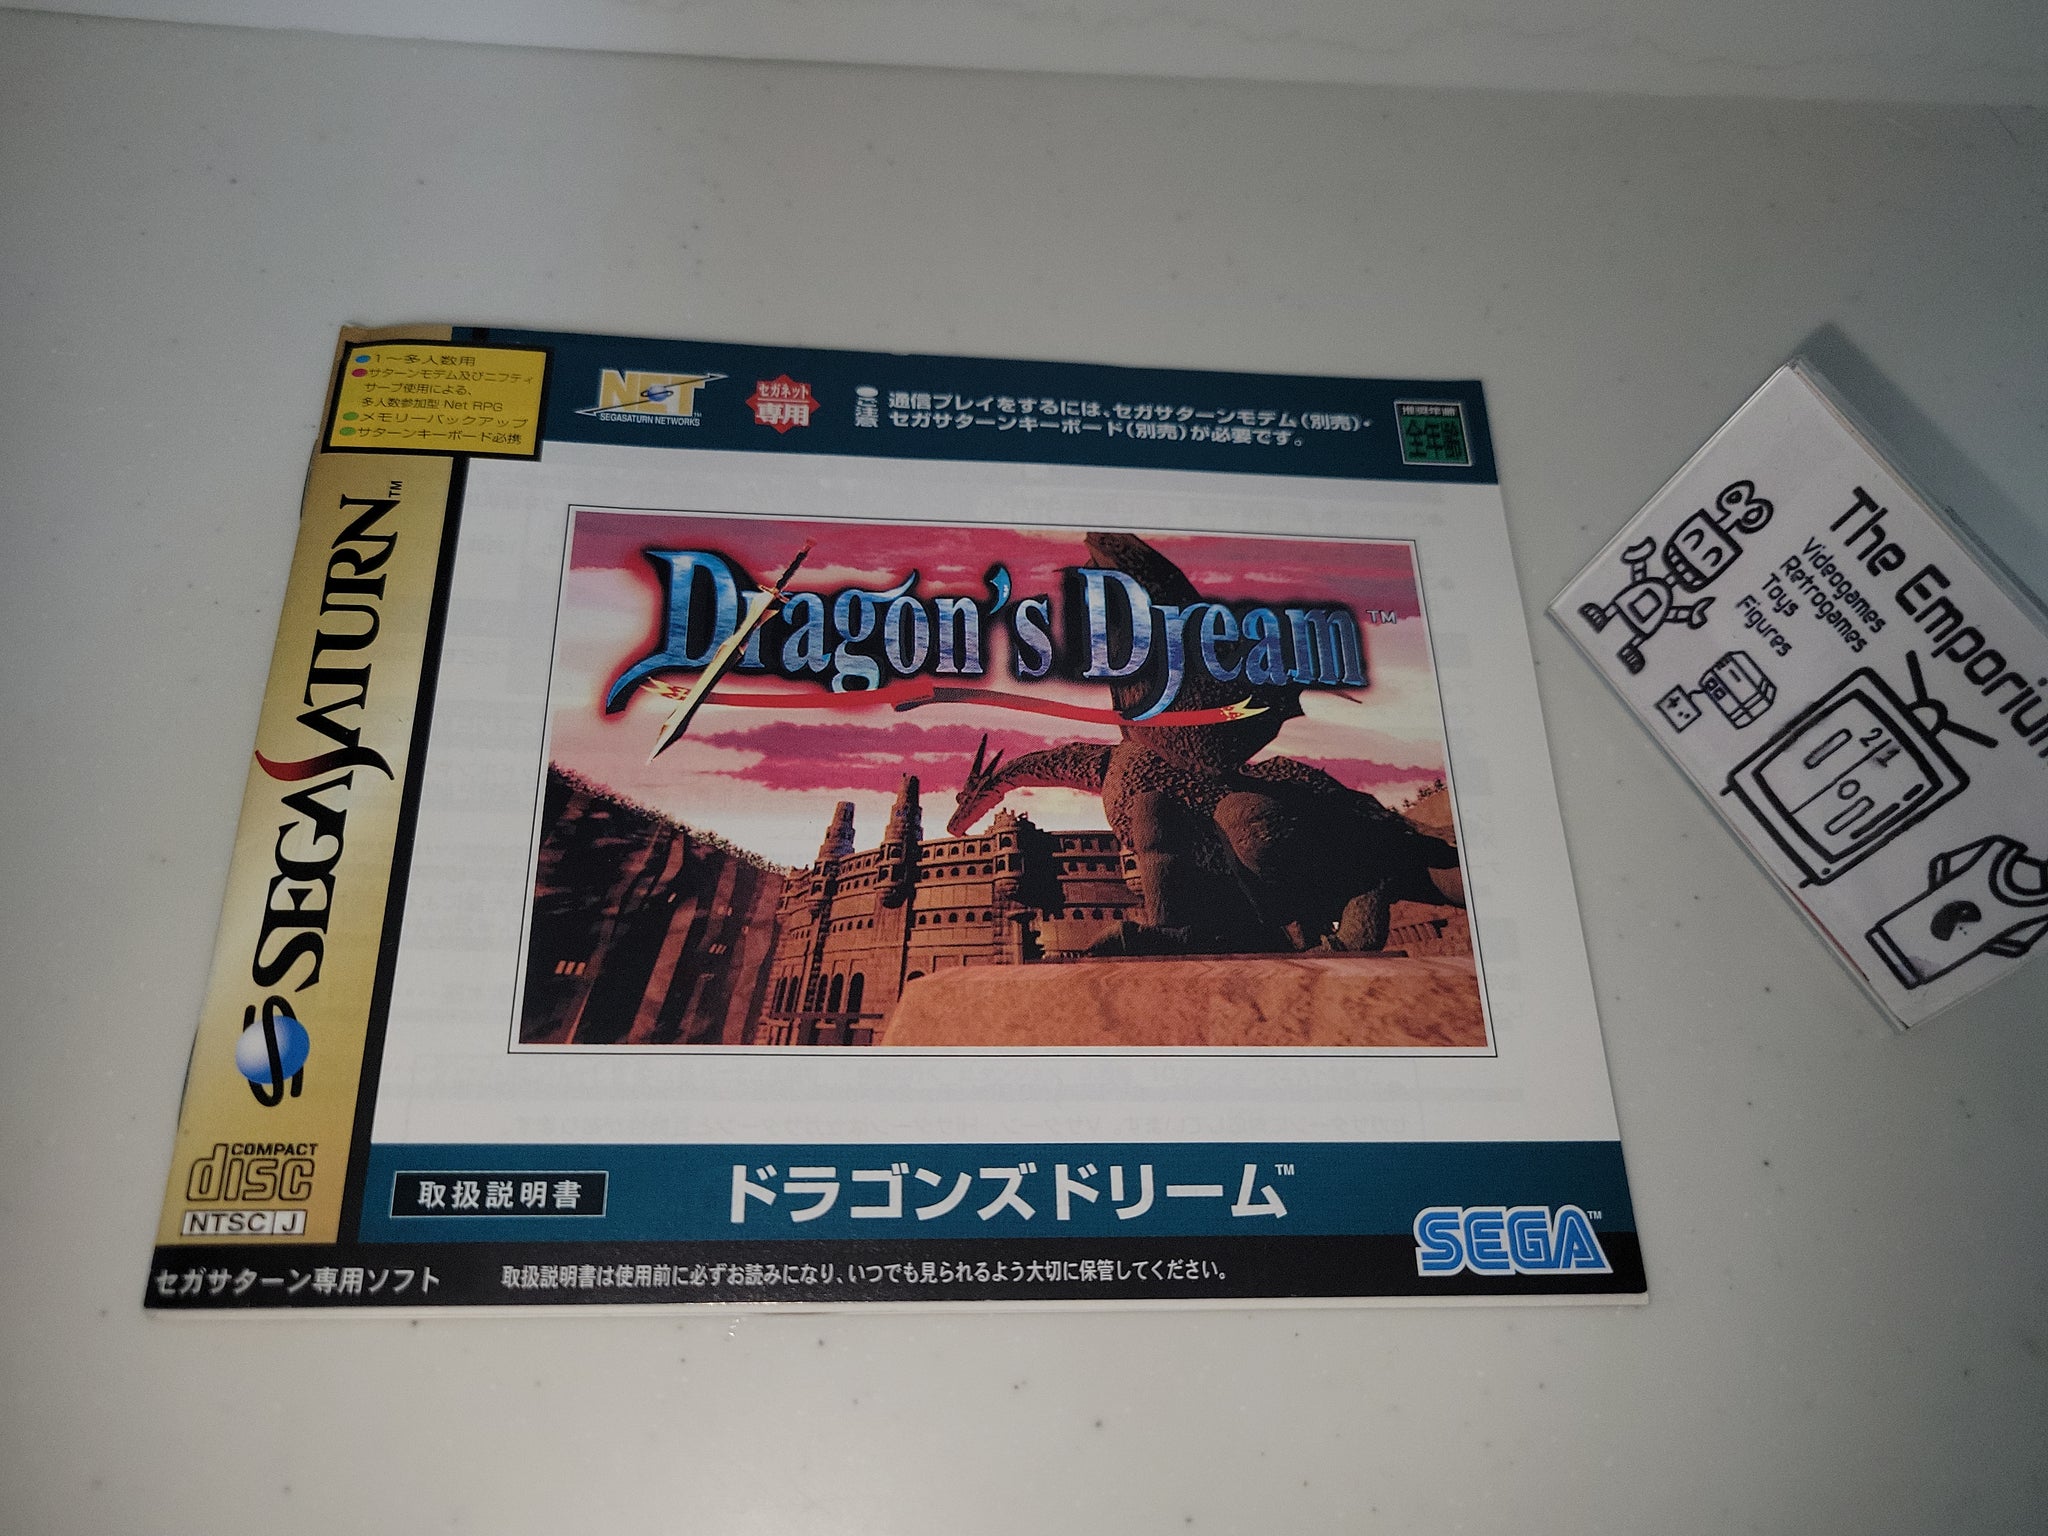 ●1～多人数用
●サターンモデム及びニフティ
サーブ使用による、
多人数参加型 Net RPG
●メモリーバックアップ
●サターンキーボード必携
NET™
SEGASATURN NETWORKS
セガネット
専用
●ご注意
通信プレイをするには、セガサターンモデム(別売)・
セガサターンキーボード(別売)が必要です。
推奨年齢
全年齢
SEGA SATURN™
Dragon's Dream™
COMPACT
disc
NTSC J
取扱説明書
ドラゴンズドリーム™
SEGA™
セガサターン専用ソフト
取扱説明書は使用前に必ずお読みになり、いつでも見られるよう大切に保管してください。
The Emporium
Videogames
Retrogames
Toys
Figures